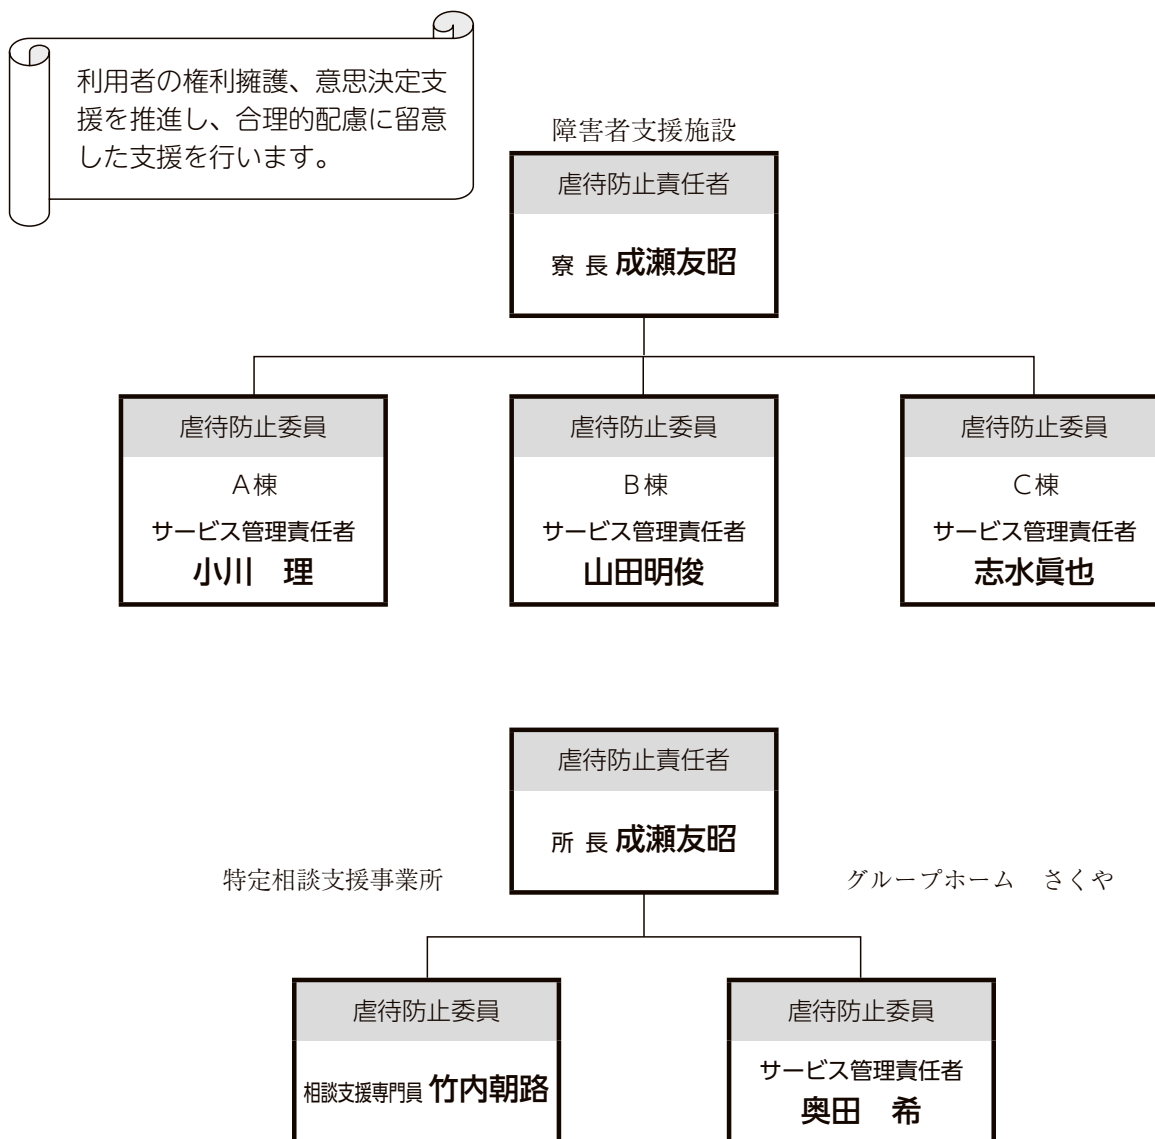 利用者の権利擁護、意思決定支
援を推進し、合理的配慮に留意
した支援を行います。
障害者支援施設
虐待防止責任者
寮 長 成瀬友昭
虐待防止委員
A棟
サービス管理責任者
小川　理
虐待防止委員
B棟
サービス管理責任者
山田明俊
虐待防止委員
C棟
サービス管理責任者
志水眞也
虐待防止責任者
所 長 成瀬友昭
特定相談支援事業所
グループホーム　さくや
虐待防止委員
相談支援専門員 竹内朝路
虐待防止委員
サービス管理責任者
奥田　希